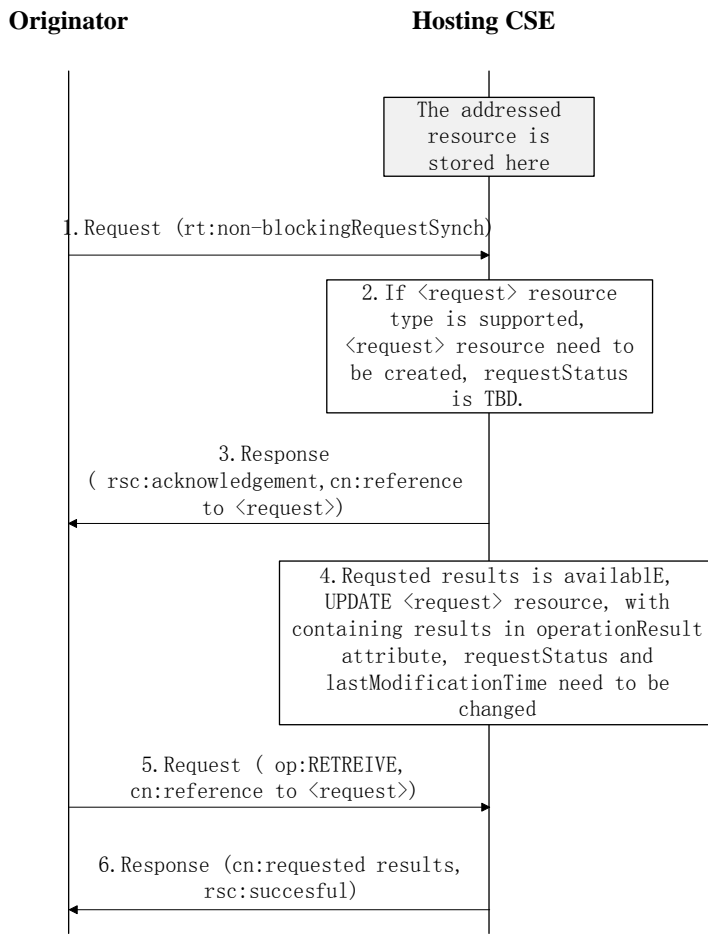 Originator
Hosting CSE
The addressed
resource is
stored here
1.Request (rt:non-blockingRequestSynch)
2.If <request> resource
type is supported,
<request> resource need to
be created, requestStatus
is TBD.
3.Response
( rsc:acknowledgement,cn:reference
to <request>)
4.Requsted results is availablE,
UPDATE <request> resource, with
containing results in operationResult
attribute, requestStatus and
lastModificationTime need to be
changed
5.Request ( op:RETREIVE,
cn:reference to <request>)
6.Response (cn:requested results,
rsc:succesful)